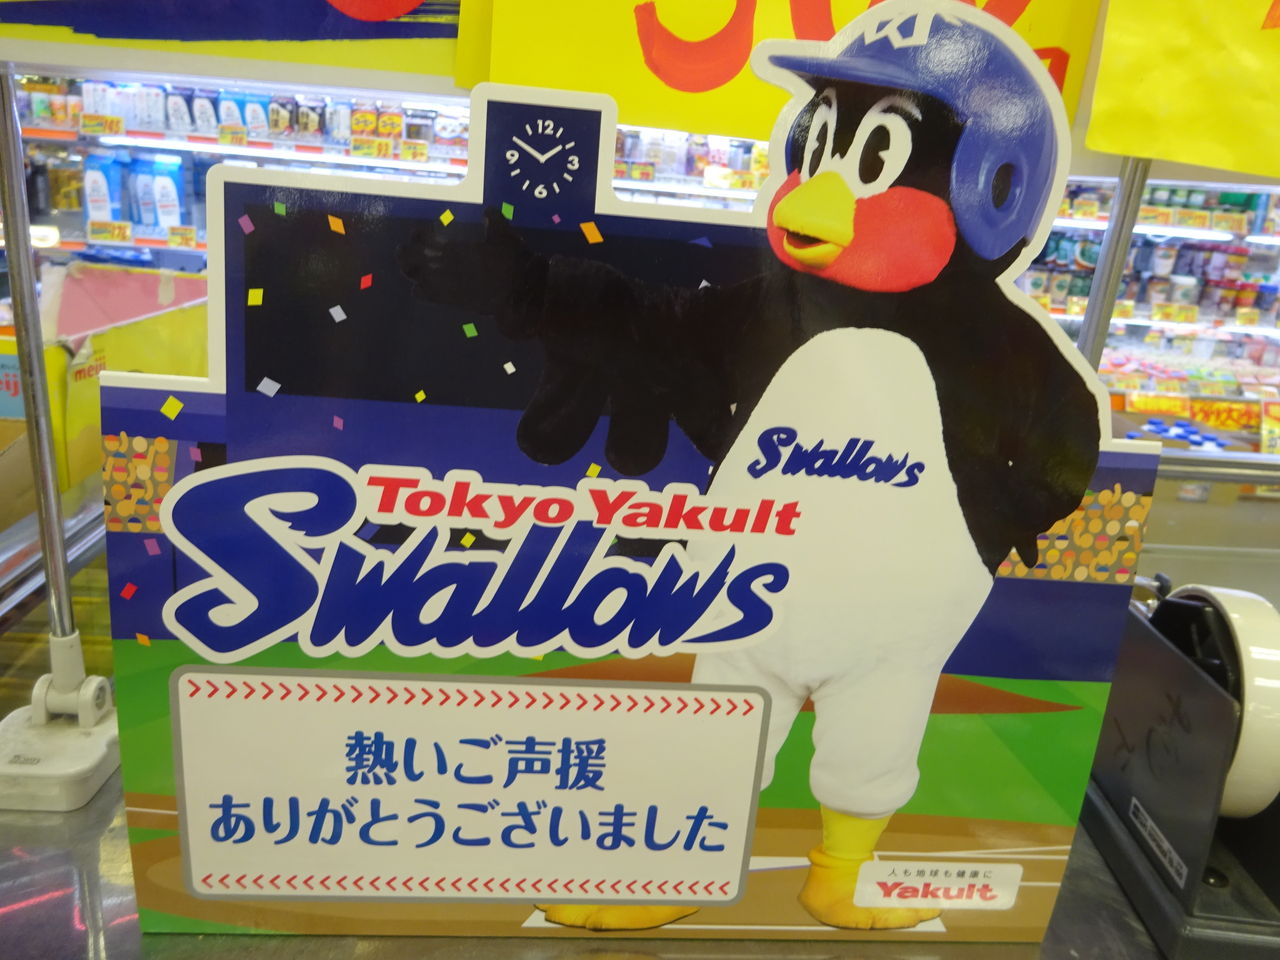 12
9
3
6
Swallows
Tokyo Yakult
Swallows
熱いご声援
ありがとうございました
人も地球も健康に
Yakult
meiji